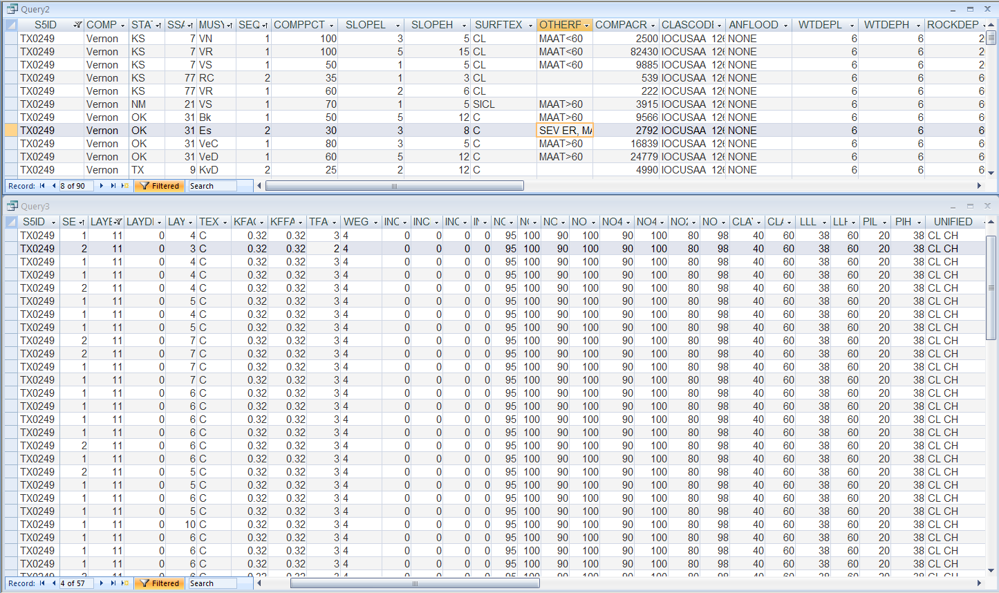 Query2
S5ID COMP STAT SSA MUSY SEQ COMPPCT SLOPEL SLOPEH SURFTEX OTHERF COMPACR CLASCODE ANFLOOD WTDEPL WTDEPH ROCKDEP
TX0249 Vernon KS 7 VN 1 100 3 5 CL MAAT<60 2500 IOCUSAA 126 NONE 6 6 2
TX0249 Vernon KS 7 VR 1 100 5 15 CL MAAT<60 82430 IOCUSAA 126 NONE 6 6 2
TX0249 Vernon KS 7 VS 1 50 1 5 CL MAAT<60 9885 IOCUSAA 126 NONE 6 6 2
TX0249 Vernon KS 77 RC 2 35 1 3 CL 539 IOCUSAA 126 NONE 6 6 6
TX0249 Vernon KS 77 VR 1 60 2 6 CL 222 IOCUSAA 126 NONE 6 6 6
TX0249 Vernon NM 21 VS 1 70 1 5 SICL MAAT>60 3915 IOCUSAA 126 NONE 6 6 6
TX0249 Vernon OK 31 Bk 1 50 5 12 C MAAT>60 9566 IOCUSAA 126 NONE 6 6 6
TX0249 Vernon OK 31 Es 2 30 3 8 C SEV ER, MA 2792 IOCUSAA 126 NONE 6 6 6
TX0249 Vernon OK 31 VeC 1 80 3 5 C MAAT>60 16839 IOCUSAA 126 NONE 6 6 6
TX0249 Vernon OK 31 VeD 1 60 5 12 C MAAT>60 24779 IOCUSAA 126 NONE 6 6 6
TX0249 Vernon TX 9 KvD 2 25 2 12 C 4990 IOCUSAA 126 NONE 6 6 6
Record: 8 of 90 Filtered Search
Query3
S5ID SE LAYE LAYDI LAY TEX KFAC KFFA TFA WEG INC INC INC IN NC NC NC NO NO4 NO4 NO2 NO CLAY CLA LLL LLH PIL PIH UNIFIED
TX0249 1 11 0 4 C 0.32 0.32 3 4 0 0 0 0 95 100 90 100 90 100 80 98 40 60 38 60 20 38 CL CH
TX0249 2 11 0 3 C 0.32 0.32 2 4 0 0 0 0 95 100 90 100 90 100 80 98 40 60 38 60 20 38 CL CH
TX0249 1 11 0 4 C 0.32 0.32 3 4 0 0 0 0 95 100 90 100 90 100 80 98 40 60 38 60 20 38 CL CH
TX0249 1 11 0 4 C 0.32 0.32 3 4 0 0 0 0 95 100 90 100 90 100 80 98 40 60 38 60 20 38 CL CH
TX0249 2 11 0 4 C 0.32 0.32 3 4 0 0 0 0 95 100 90 100 90 100 80 98 40 60 38 60 20 38 CL CH
TX0249 1 11 0 5 C 0.32 0.32 3 4 0 0 0 0 95 100 90 100 90 100 80 98 40 60 38 60 20 38 CL CH
TX0249 1 11 0 4 C 0.32 0.32 3 4 0 0 0 0 95 100 90 100 90 100 80 98 40 60 38 60 20 38 CL CH
TX0249 1 11 0 5 C 0.32 0.32 3 4 0 0 0 0 95 100 90 100 90 100 80 98 40 60 38 60 20 38 CL CH
TX0249 2 11 0 7 C 0.32 0.32 3 4 0 0 0 0 95 100 90 100 90 100 80 98 40 60 38 60 20 38 CL CH
TX0249 2 11 0 7 C 0.32 0.32 3 4 0 0 0 0 95 100 90 100 90 100 80 98 40 60 38 60 20 38 CL CH
TX0249 1 11 0 7 C 0.32 0.32 3 4 0 0 0 0 95 100 90 100 90 100 80 98 40 60 38 60 20 38 CL CH
TX0249 1 11 0 7 C 0.32 0.32 3 4 0 0 0 0 95 100 90 100 90 100 80 98 40 60 38 60 20 38 CL CH
TX0249 1 11 0 6 C 0.32 0.32 3 4 0 0 0 0 95 100 90 100 90 100 80 98 40 60 38 60 20 38 CL CH
TX0249 1 11 0 6 C 0.32 0.32 3 4 0 0 0 0 95 100 90 100 90 100 80 98 40 60 38 60 20 38 CL CH
TX0249 1 11 0 6 C 0.32 0.32 3 4 0 0 0 0 95 100 90 100 90 100 80 98 40 60 38 60 20 38 CL CH
TX0249 1 11 0 6 C 0.32 0.32 3 4 0 0 0 0 95 100 90 100 90 100 80 98 40 60 38 60 20 38 CL CH
TX0249 2 11 0 6 C 0.32 0.32 3 4 0 0 0 0 95 100 90 100 90 100 80 98 40 60 38 60 20 38 CL CH
TX0249 1 11 0 6 C 0.32 0.32 3 4 0 0 0 0 95 100 90 100 90 100 80 98 40 60 38 60 20 38 CL CH
TX0249 2 11 0 5 C 0.32 0.32 3 4 0 0 0 0 95 100 90 100 90 100 80 98 40 60 38 60 20 38 CL CH
TX0249 1 11 0 5 C 0.32 0.32 3 4 0 0 0 0 95 100 90 100 90 100 80 98 40 60 38 60 20 38 CL CH
TX0249 1 11 0 6 C 0.32 0.32 3 4 0 0 0 0 95 100 90 100 90 100 80 98 40 60 38 60 20 38 CL CH
TX0249 1 11 0 5 C 0.32 0.32 3 4 0 0 0 0 95 100 90 100 90 100 80 98 40 60 38 60 20 38 CL CH
TX0249 1 11 0 10 C 0.32 0.32 3 4 0 0 0 0 95 100 90 100 90 100 80 98 40 60 38 60 20 38 CL CH
TX0249 1 11 0 6 C 0.32 0.32 3 4 0 0 0 0 95 100 90 100 90 100 80 98 40 60 38 60 20 38 CL CH
TX0249 1 11 0 6 C 0.32 0.32 3 4 0 0 0 0 95 100 90 100 90 100 80 98 40 60 38 60 20 38 CL CH
TX0249 1 11 0 6 C 0.32 0.32 3 4 0 0 0 0 95 100 90 100 90 100 80 98 40 60 38 60 20 38 CL CH
Record: 4 of 57 Filtered Search